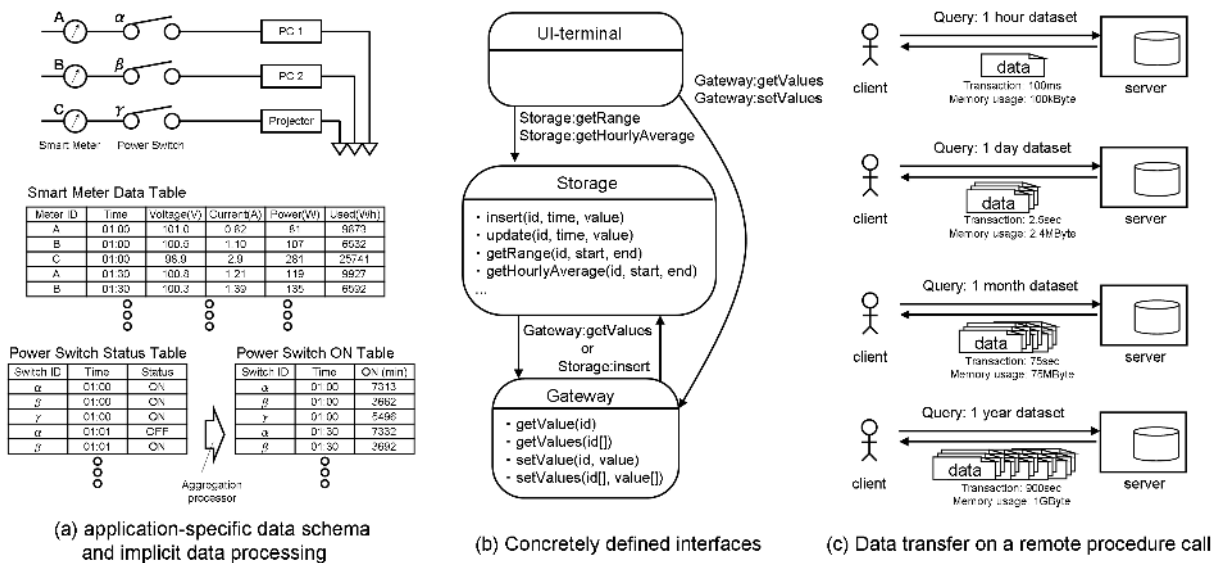 A α PC 1
B β PC 2
C γ Projector
Smart Meter Power Switch
Smart Meter Data Table
Meter ID Time Voltage(V) Current(A) Power(W) Used(Wh)
A 01:00 101.0 0.82 81 9873
B 01:00 100.5 1.10 107 6532
C 01:00 98.9 2.9 281 25741
A 01:30 100.8 1.21 119 9927
B 01:30 100.3 1.39 135 6592
Power Switch Status Table
Switch ID Time Status
α 01:00 ON
β 01:00 ON
γ 01:00 ON
α 01:01 OFF
β 01:01 ON
Aggregation
processor
Power Switch ON Table
Switch ID Time ON (min)
α 01:00 7313
β 01:00 3662
γ 01:00 5496
α 01:30 7332
β 01:30 3692
(a) application-specific data schema
and implicit data processing
UI-terminal
Gateway:getValues
Gateway:setValues
Storage:getRange
Storage:getHourlyAverage
Storage
· insert(id, time, value)
· update(id, time, value)
· getRange(id, start, end)
· getHourlyAverage(id, start, end)
...
Gateway:getValues
or
Storage:insert
Gateway
· getValue(id)
· getValues(id[])
· setValue(id, value)
· setValues(id[], value[])
(b) Concretely defined interfaces
Query: 1 hour dataset
data
Transaction: 100ms
Memory usage: 100kByte
client server
Query: 1 day dataset
data
Transaction: 2.5sec
Memory usage: 2.4MByte
client server
Query: 1 month dataset
data
Transaction: 75sec
Memory usage: 75MByte
client server
Query: 1 year dataset
data
Transaction: 900sec
Memory usage: 1GByte
client server
(c) Data transfer on a remote procedure call